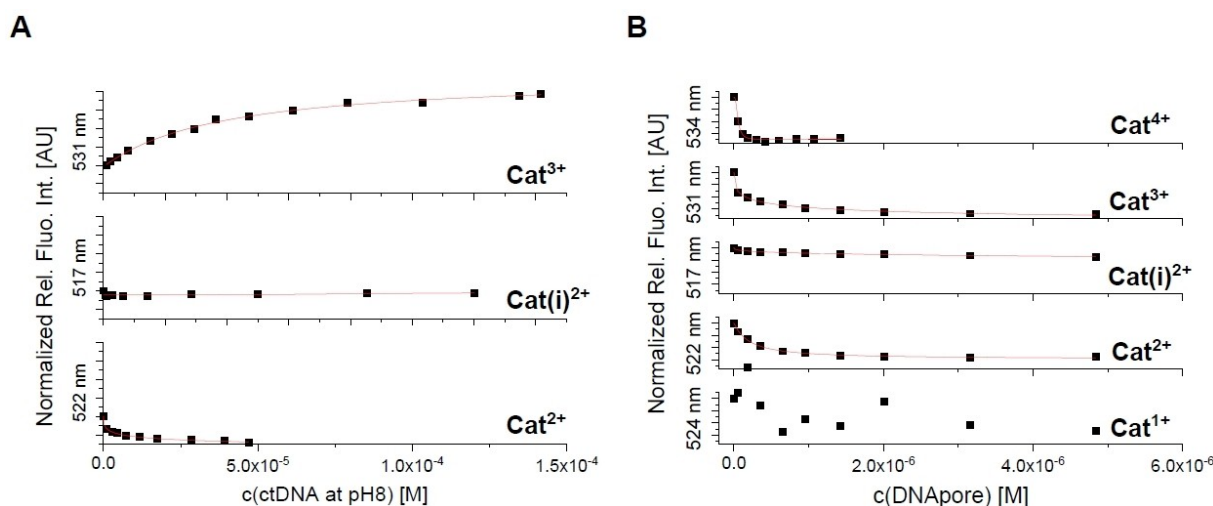 A
Normalized Rel. Fluo. Int. [AU]
531 nm
Cat3+
517 nm
Cat(i)2+
522 nm
Cat2+
0.0
5.0x10-5
1.0x10-4
1.5x10-4
c(ctDNA at pH8) [M]
B
Normalized Rel. Fluo. Int. [AU]
534 nm
Cat4+
531 nm
Cat3+
517 nm
Cat(i)2+
522 nm
Cat2+
524 nm
Cat1+
0.0
2.0x10-6
4.0x10-6
6.0x10-6
c(DNApore) [M]